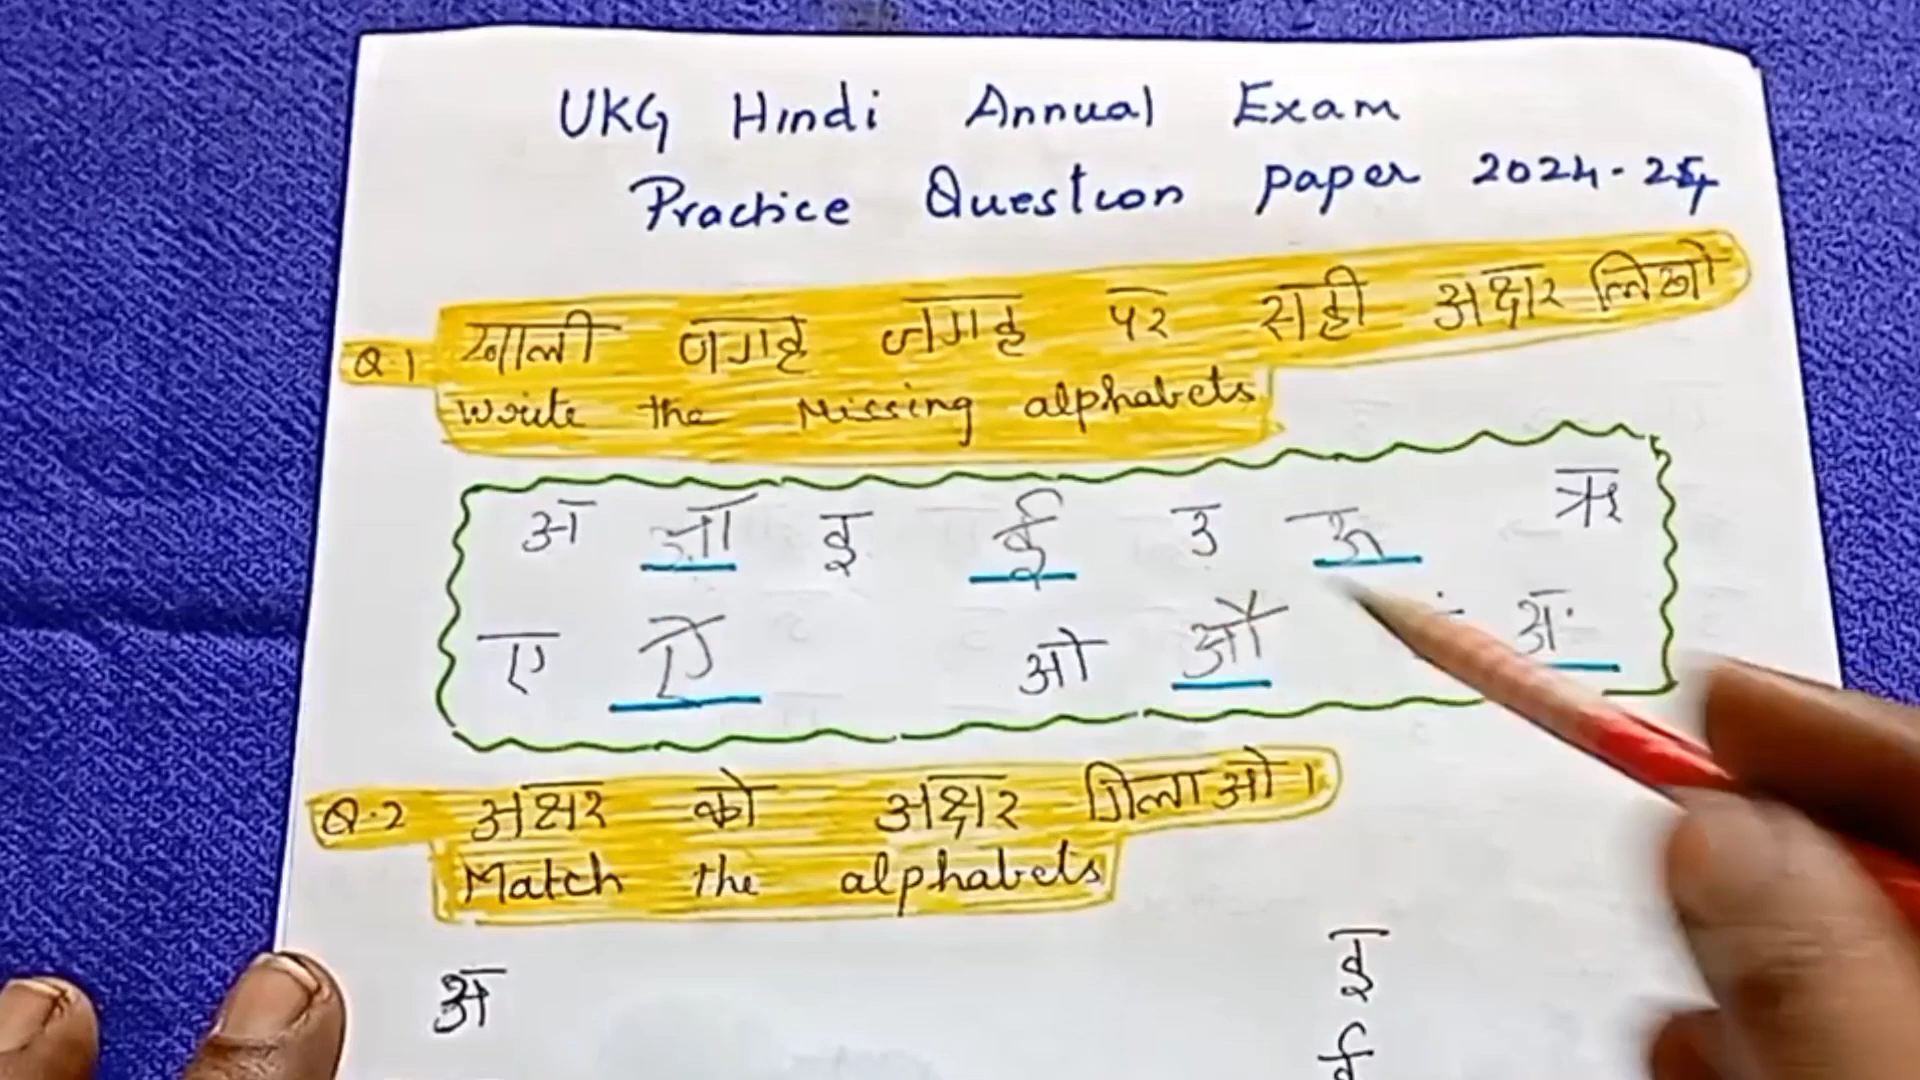 UKG Hindi Annual Exam
Practice Question paper 2024-25
Q.1 खाली जगह जगह पर सही अक्षर लिखो
Write the Missing alphabets
अ आ इ ई उ ऊ ऋ
ए ऐ ओ औ अः
Q.2 अक्षर को अक्षर मिलाओ।
Match the alphabets
अ इ
ई